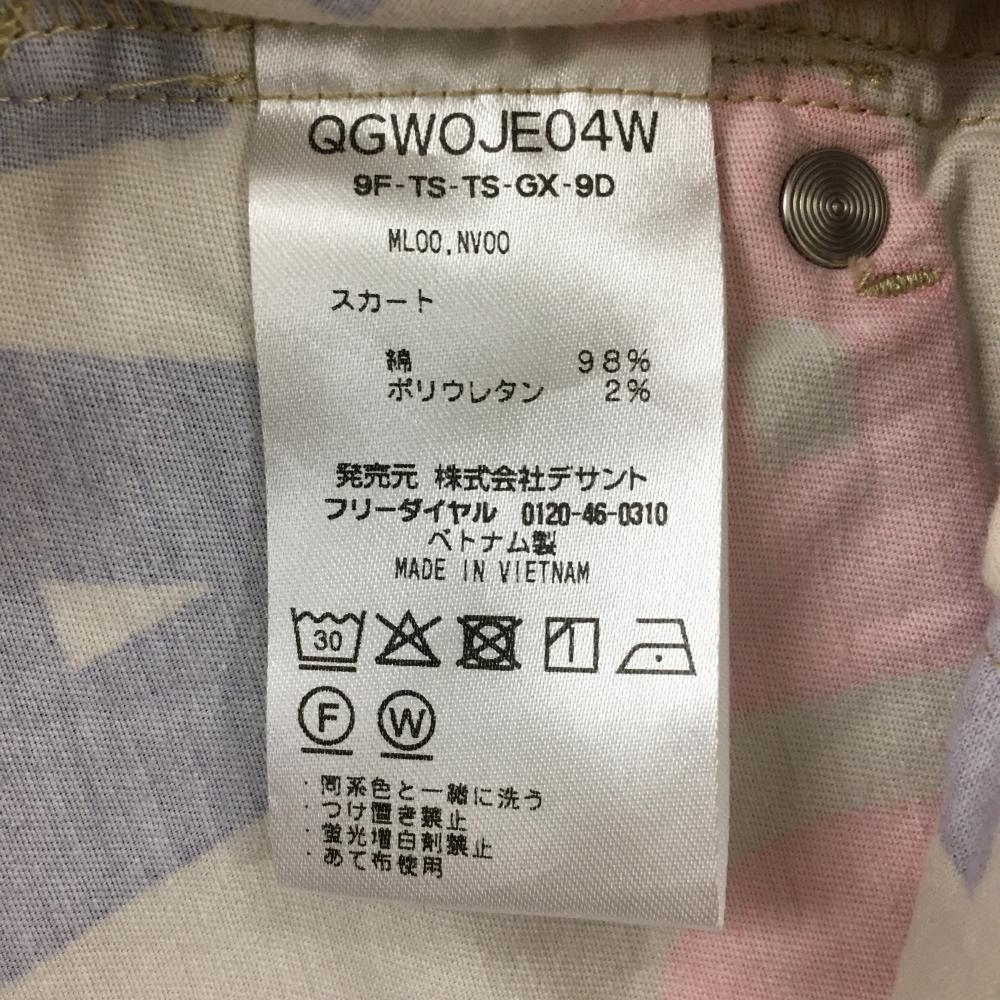 QGWOJE04W
9F-TS-TS-GX-9D
ML00,NV00
スカート
綿 98%
ポリウレタン 2%
発売元 株式会社デサント
フリーダイヤル 0120-46-0310
ベトナム製
MADE IN VIETNAM
30
F W
・同系色と一緒に洗う
・つけ置き禁止
・蛍光増白剤禁止
・あて布使用